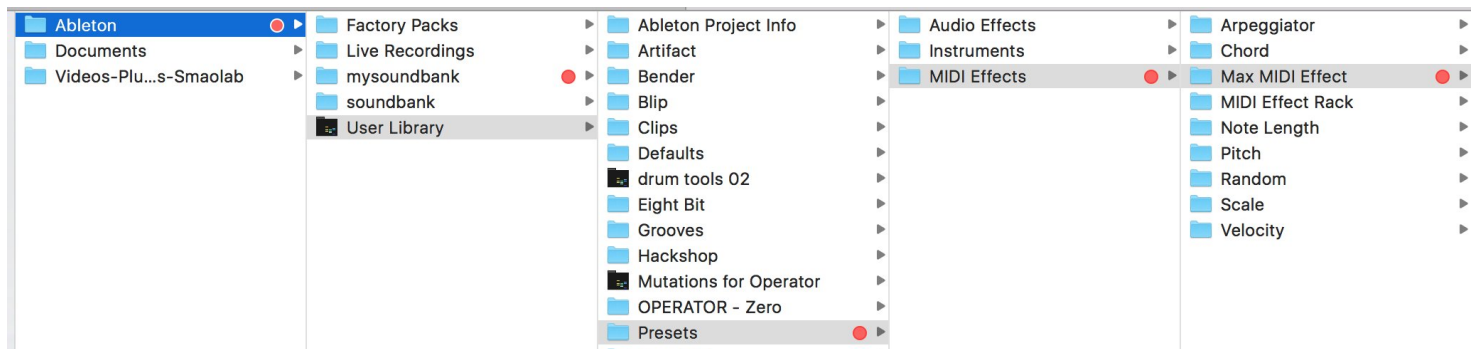 Ableton
Documents
Videos-Plu...s-Smaolab
Factory Packs
Live Recordings
mysoundbank
soundbank
User Library
Ableton Project Info
Artifact
Bender
Blip
Clips
Defaults
drum tools 02
Eight Bit
Grooves
Hackshop
Mutations for Operator
OPERATOR - Zero
Presets
Audio Effects
Instruments
MIDI Effects
Arpeggiator
Chord
Max MIDI Effect
MIDI Effect Rack
Note Length
Pitch
Random
Scale
Velocity